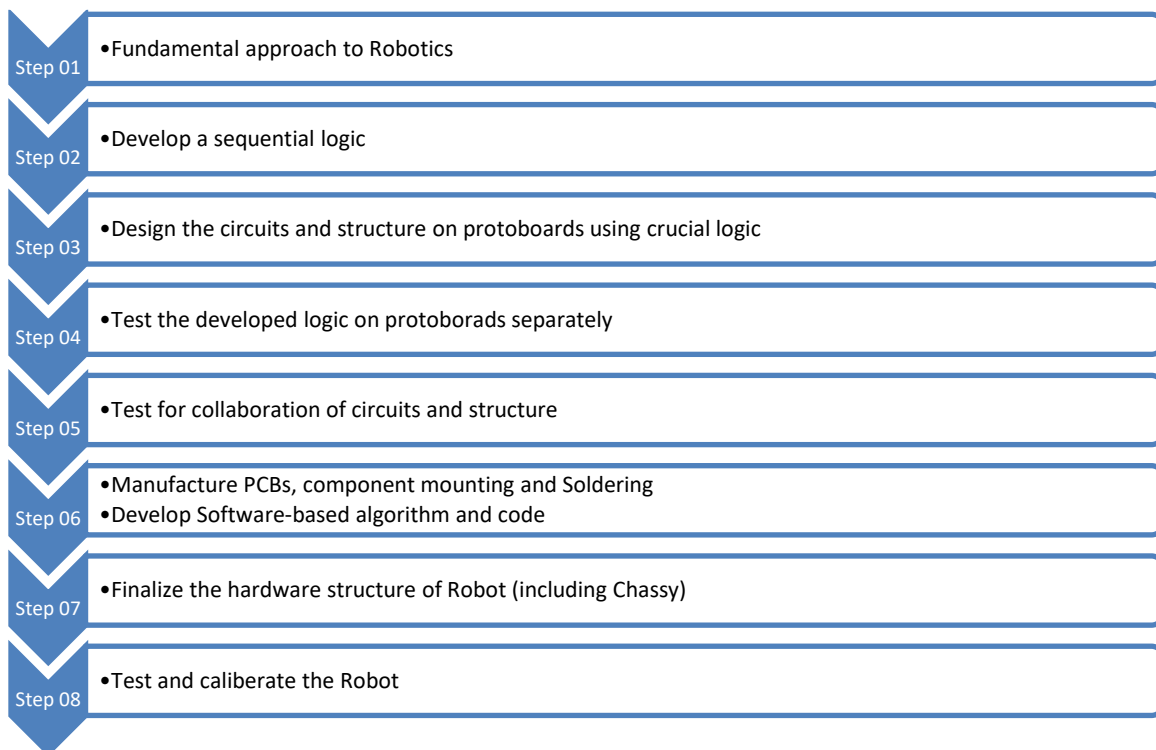 Step 01
•Fundamental approach to Robotics
Step 02
•Develop a sequential logic
Step 03
•Design the circuits and structure on protoboards using crucial logic
Step 04
•Test the developed logic on protoborads separately
Step 05
•Test for collaboration of circuits and structure
Step 06
•Manufacture PCBs, component mounting and Soldering
•Develop Software-based algorithm and code
Step 07
•Finalize the hardware structure of Robot (including Chassy)
Step 08
•Test and caliberate the Robot